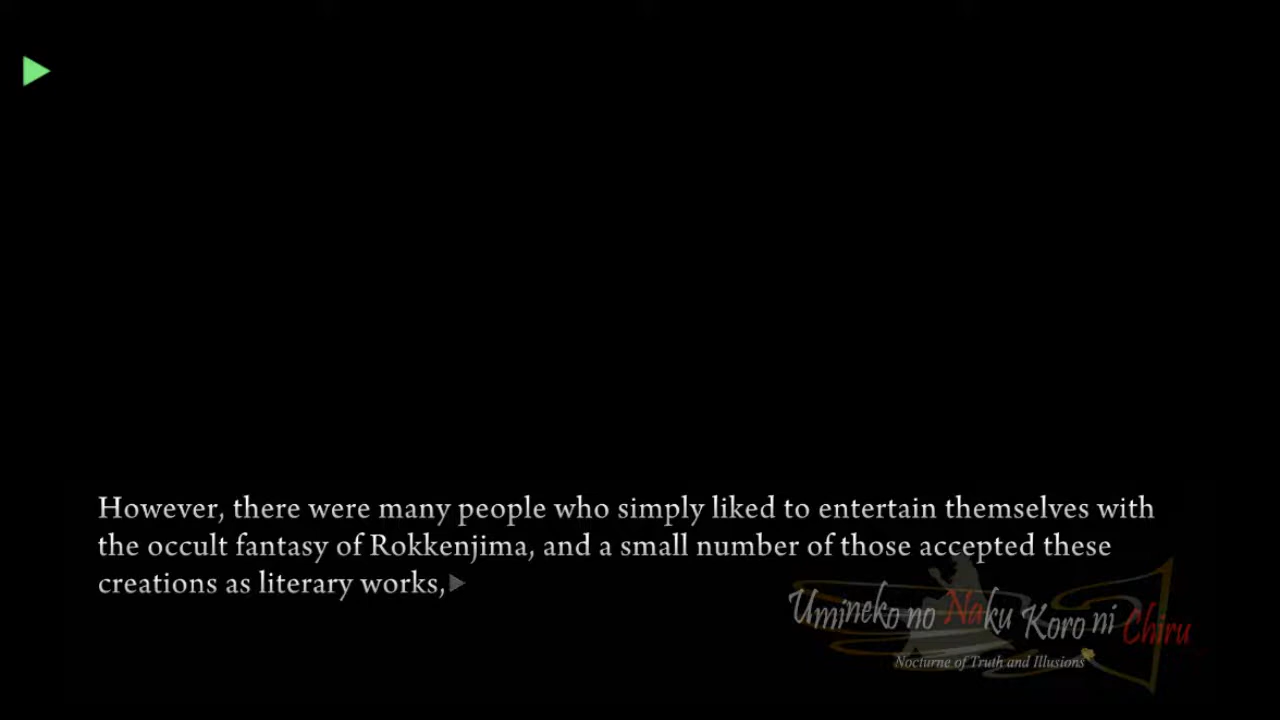 However, there were many people who simply liked to entertain themselves with
the occult fantasy of Rokkenjima, and a small number of those accepted these
creations as literary works,
Umineko no Naku Koro ni Chiru
Nocturne of Truth and Illusions